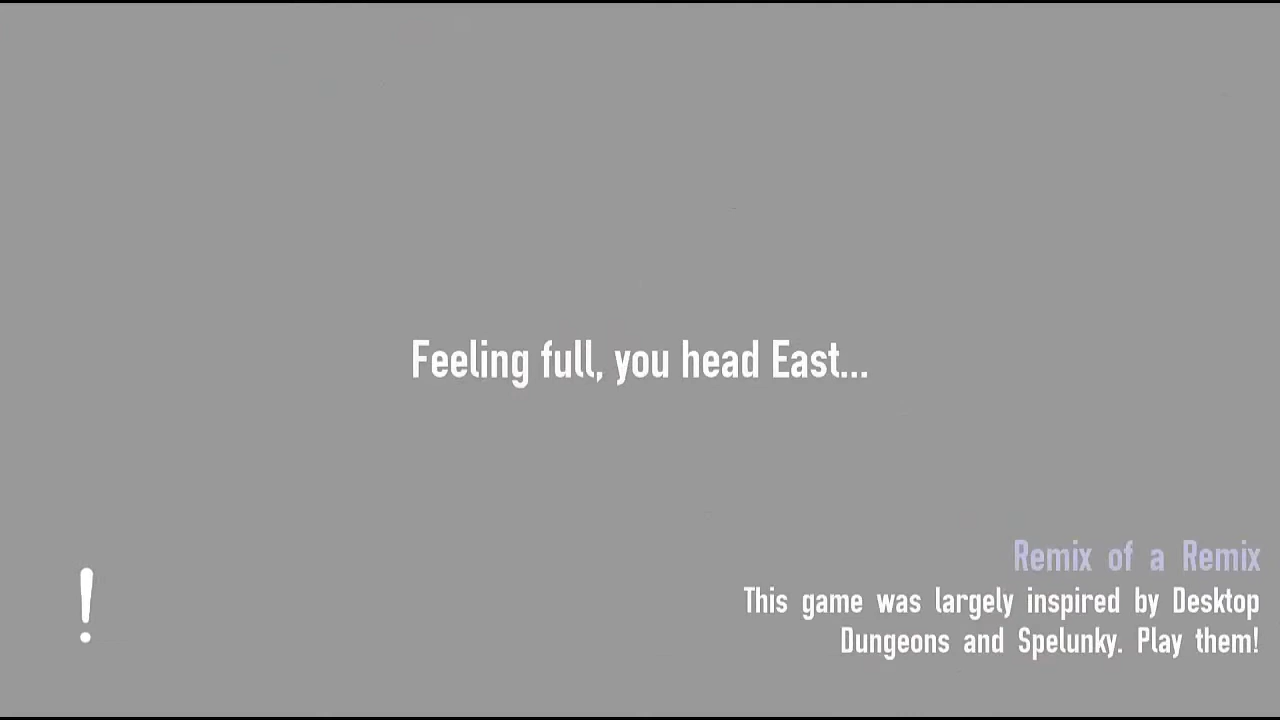 Feeling full, you head East...
Remix of a Remix
This game was largely inspired by Desktop
Dungeons and Spelunky. Play them!
!